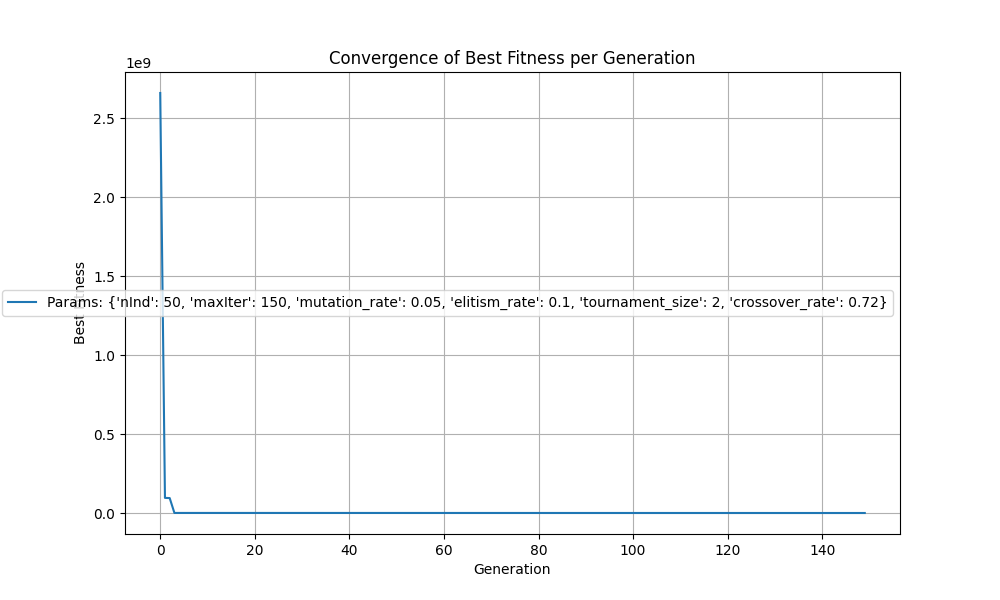 Convergence of Best Fitness per Generation
1e9
2.5
2.0
1.5
1.0
0.5
0.0
Best Fitness
Params: {'nInd': 50, 'maxIter': 150, 'mutation_rate': 0.05, 'elitism_rate': 0.1, 'tournament_size': 2, 'crossover_rate': 0.72}
0 20 40 60 80 100 120 140
Generation